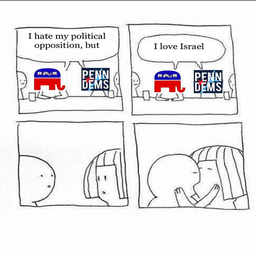 I hate my political
opposition, but
I love Israel
PENN
DEMS
PENN
DEMS